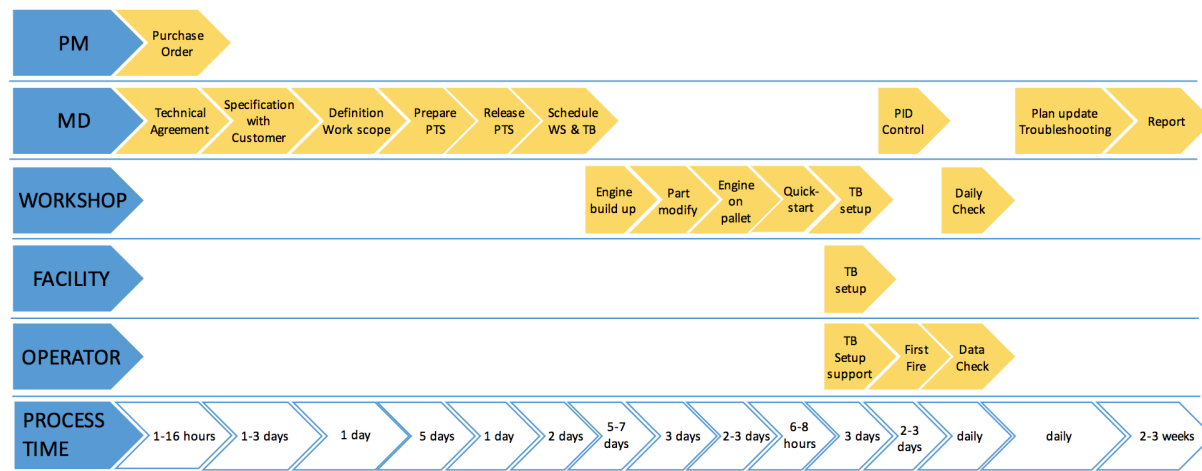 PM
Purchase
Order
MD
Technical
Agreement
Specification
with
Customer
Definition
Work scope
Prepare
PTS
Release
PTS
Schedule
WS & TB
PID
Control
Plan update
Troubleshooting
Report
WORKSHOP
Engine
build up
Part
modify
Engine
on
pallet
Quick-
start
TB
setup
Daily
Check
FACILITY
TB
setup
OPERATOR
TB
Setup
support
First
Fire
Data
Check
PROCESS
TIME
1-16 hours
1-3 days
1 day
5 days
1 day
2 days
5-7
days
3 days
2-3 days
6-8
hours
3 days
2-3
days
daily
daily
2-3 weeks